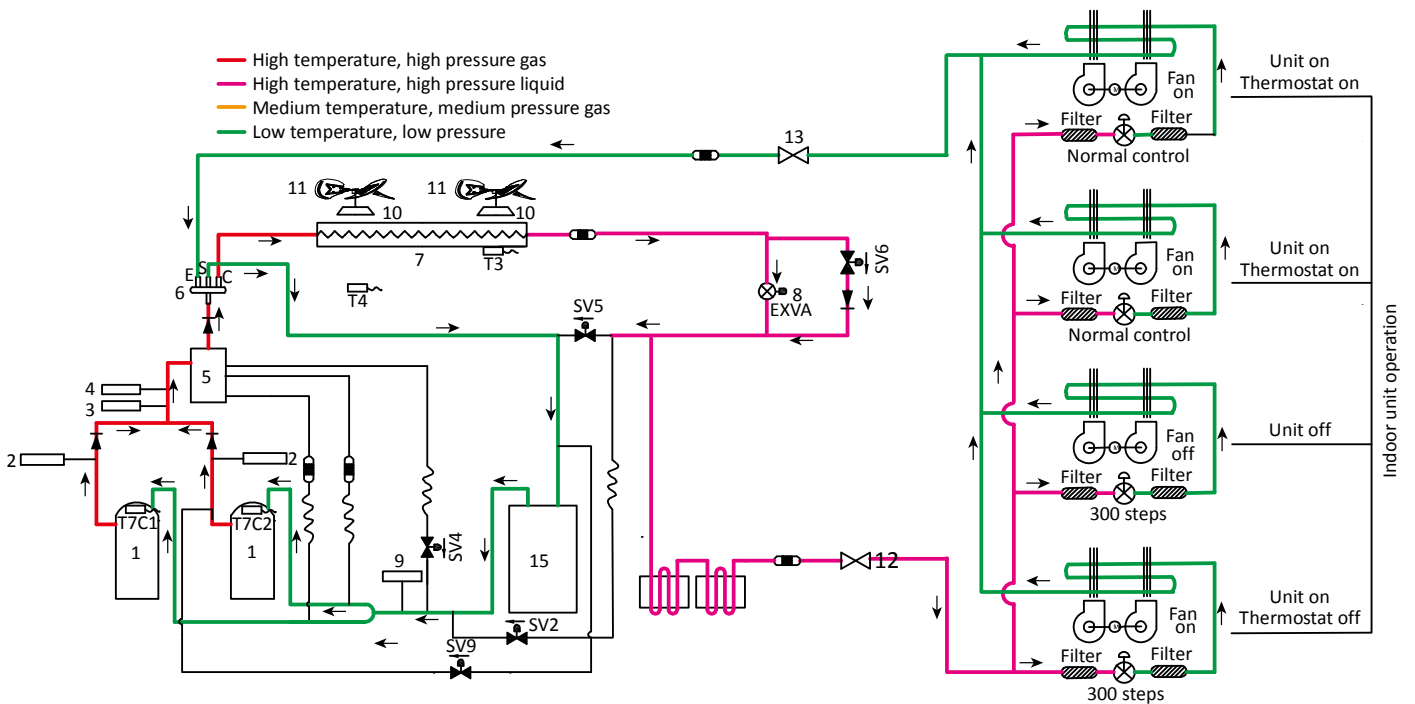 High temperature, high pressure gas
High temperature, high pressure liquid
Medium temperature, medium pressure gas
Low temperature, low pressure
13
11
11
10
10
7
T3
T4
E
S
C
6
SV6
8
EXVA
SV5
5
4
3
2
2
T7C1
T7C2
1
1
SV4
9
15
SV2
SV9
12
Fan
on
Filter
Filter
Normal control
Unit on
Thermostat on
Fan
on
Filter
Filter
Normal control
Unit on
Thermostat on
Fan
off
Filter
Filter
300 steps
Unit off
Fan
on
Filter
Filter
300 steps
Unit on
Thermostat off
Indoor unit operation